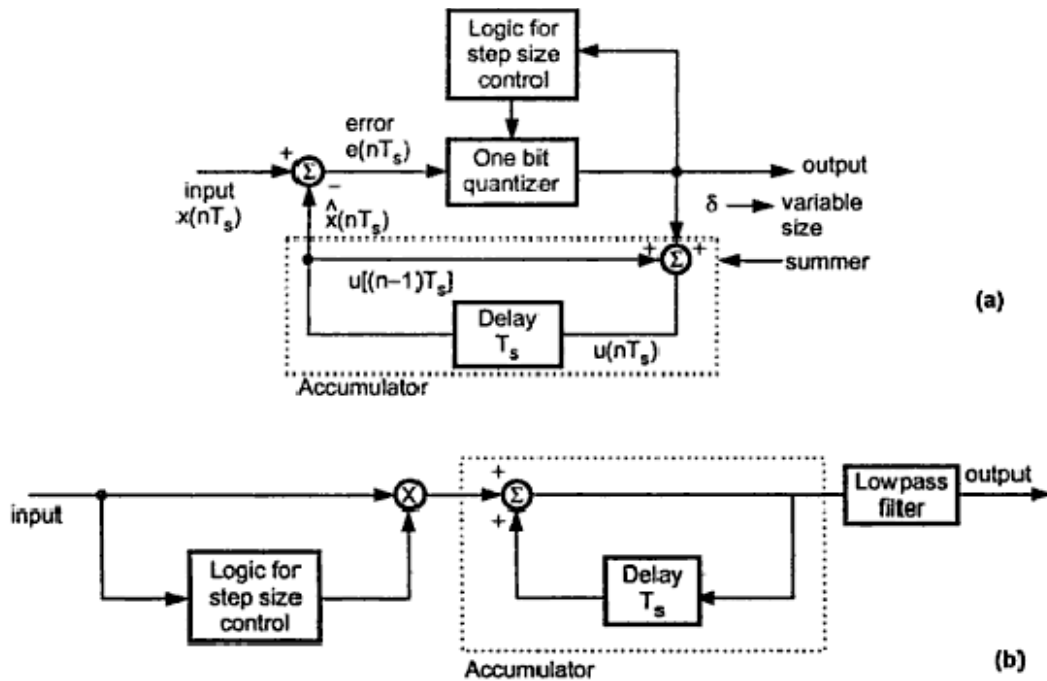 Logic for
step size
control
error
e(nTs)
+
Σ
−
One bit
quantizer
output
input
x(nTs)
x̂(nTs)
δ → variable
size
+
Σ
+
summer
u[(n−1)Ts]
(a)
Delay
Ts
u(nTs)
Accumulator
input
X
+
Σ
+
Lowpass
filter
output
Logic for
step size
control
Delay
Ts
Accumulator
(b)